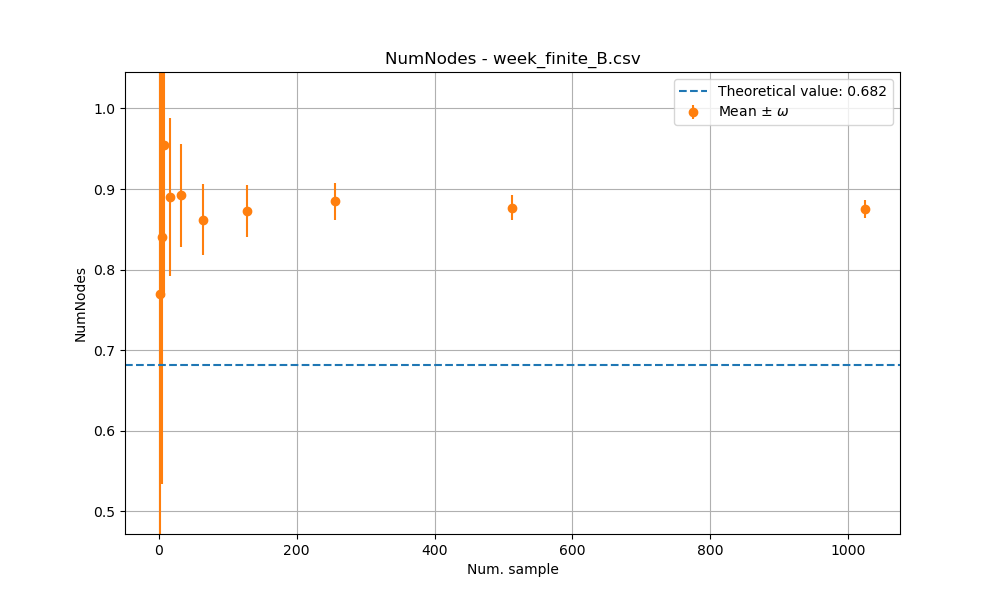 NumNodes - week_finite_B.csv
Theoretical value: 0.682
Mean ± ω
NumNodes
1.0
0.9
0.8
0.7
0.6
0.5
0 200 400 600 800 1000
Num. sample